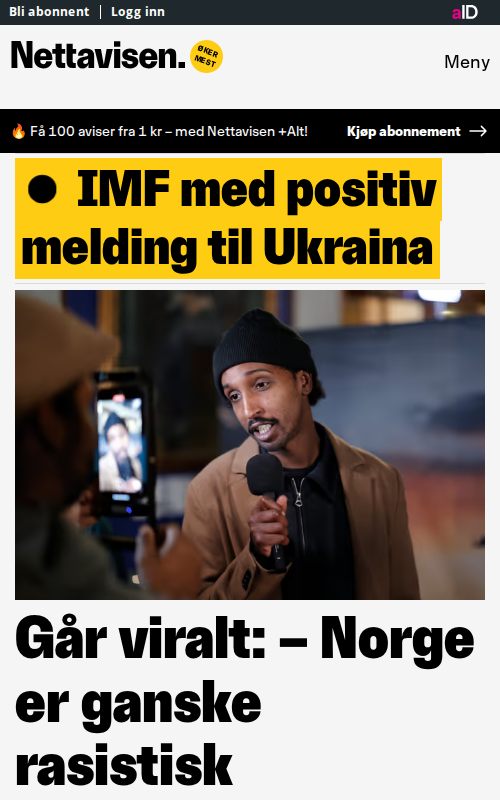 Bli abonnent | Logg inn
aID
Nettavisen.
ØKER
MEST
Meny
🔥 Få 100 aviser fra 1 kr – med Nettavisen +Alt!
Kjøp abonnement →
● IMF med positiv
melding til Ukraina
Går viralt: – Norge
er ganske
rasistisk